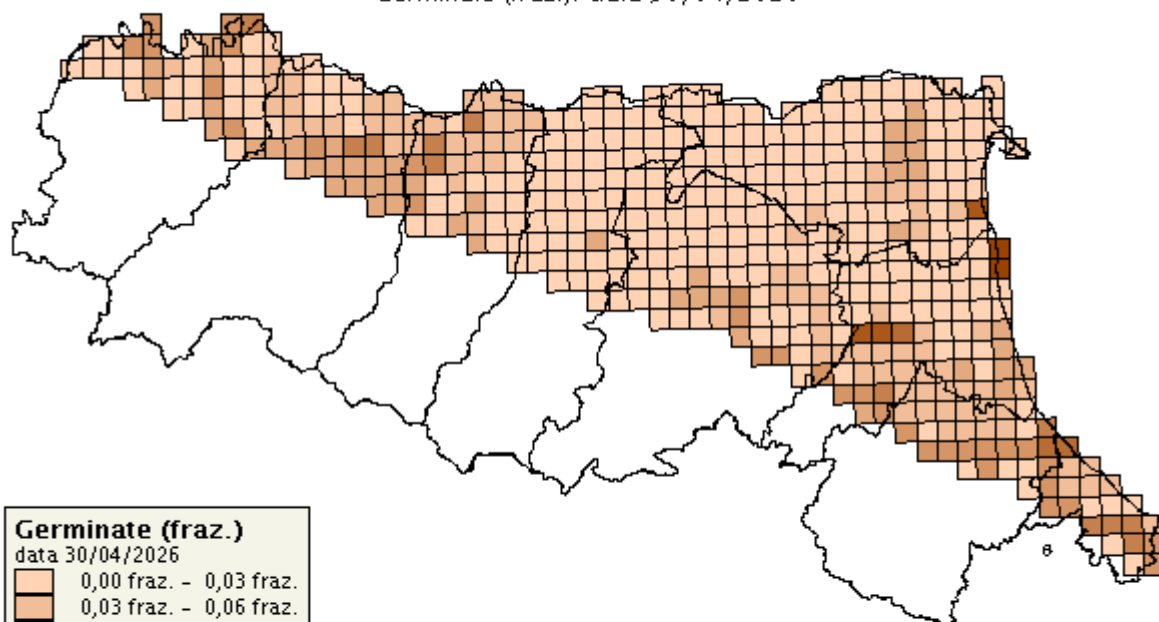 Germinate (fraz.)
data 30/04/2026
0,00 fraz. - 0,03 fraz.
0,03 fraz. - 0,06 fraz.